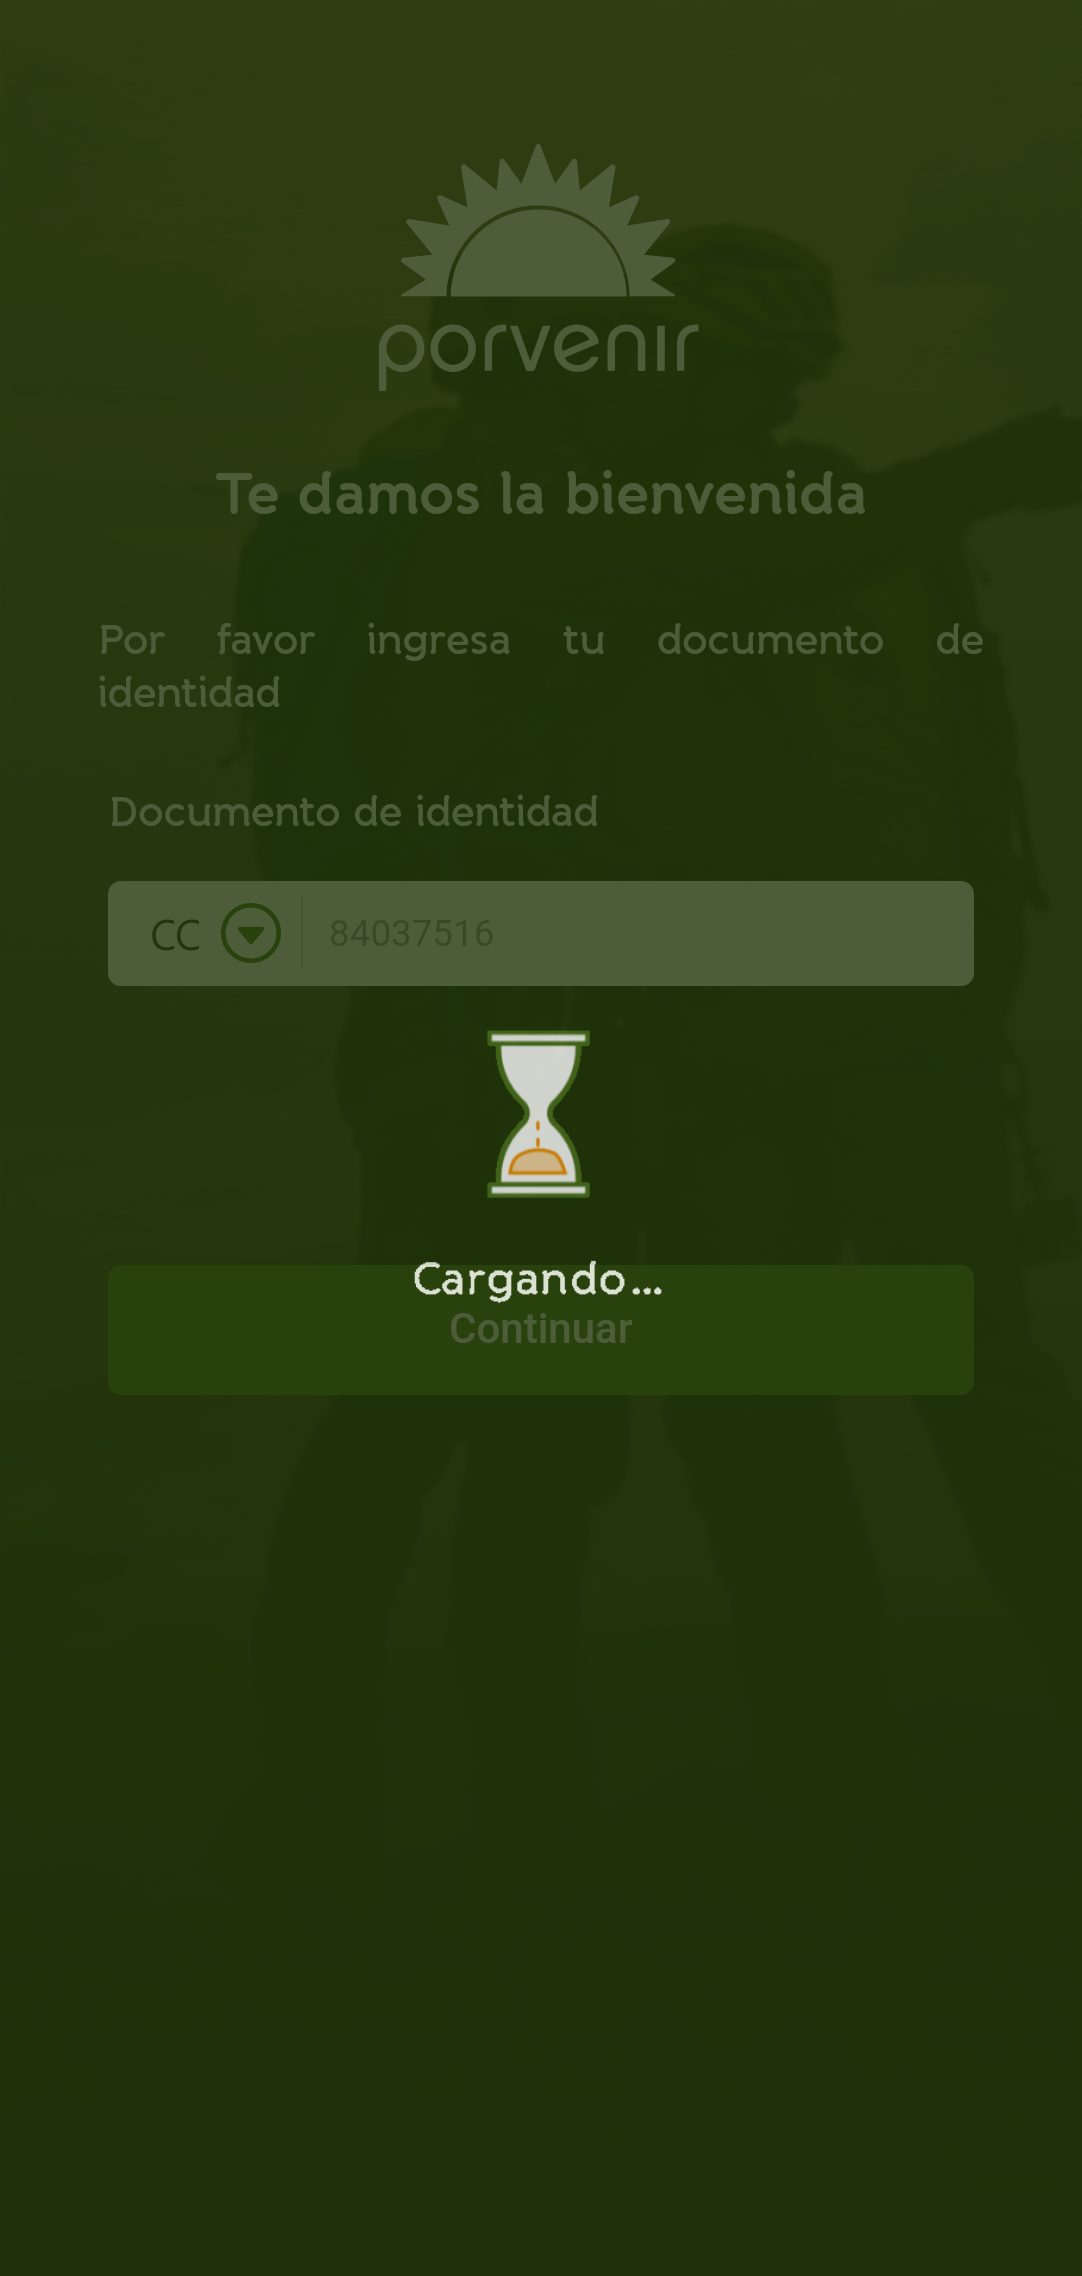 porvenir
Te damos la bienvenida
Por favor ingresa tu documento de
identidad
Documento de identidad
CC 84037516
Cargando...
Continuar